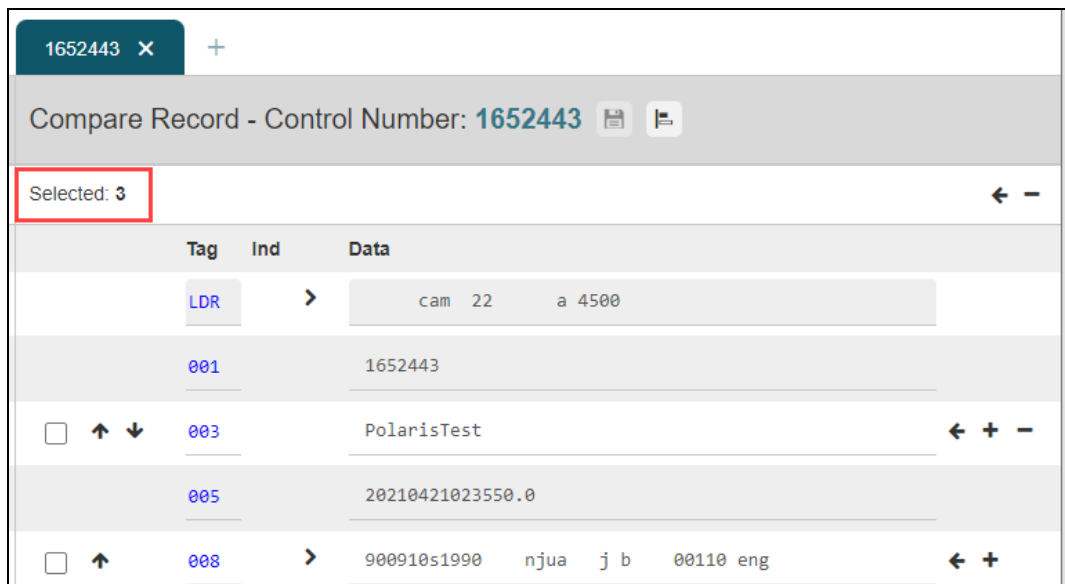 1652443
Compare Record - Control Number: 1652443
Selected: 3
Tag Ind Data
LDR cam 22 a 4500
001 1652443
003 PolarisTest
005 20210421023550.0
008 900910s1990 njua j b 00110 eng